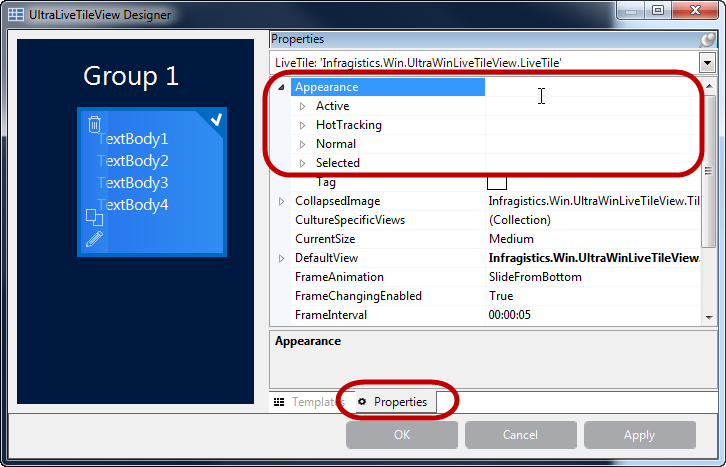 UltraLiveTileView Designer
Group 1
TextBody1
TextBody2
TextBody3
TextBody4
Properties
LiveTile: 'Infragistics.Win.UltraWinLiveTileView.LiveTile'
Appearance
Active
HotTracking
Normal
Selected
Tag
CollapsedImage Infragistics.Win.UltraWinLiveTileView.Til
CultureSpecificViews (Collection)
CurrentSize Medium
DefaultView Infragistics.Win.UltraWinLiveTileView.
FrameAnimation SlideFromBottom
FrameChangingEnabled True
FrameInterval 00:00:05
Appearance
Templates Properties
OK Cancel Apply